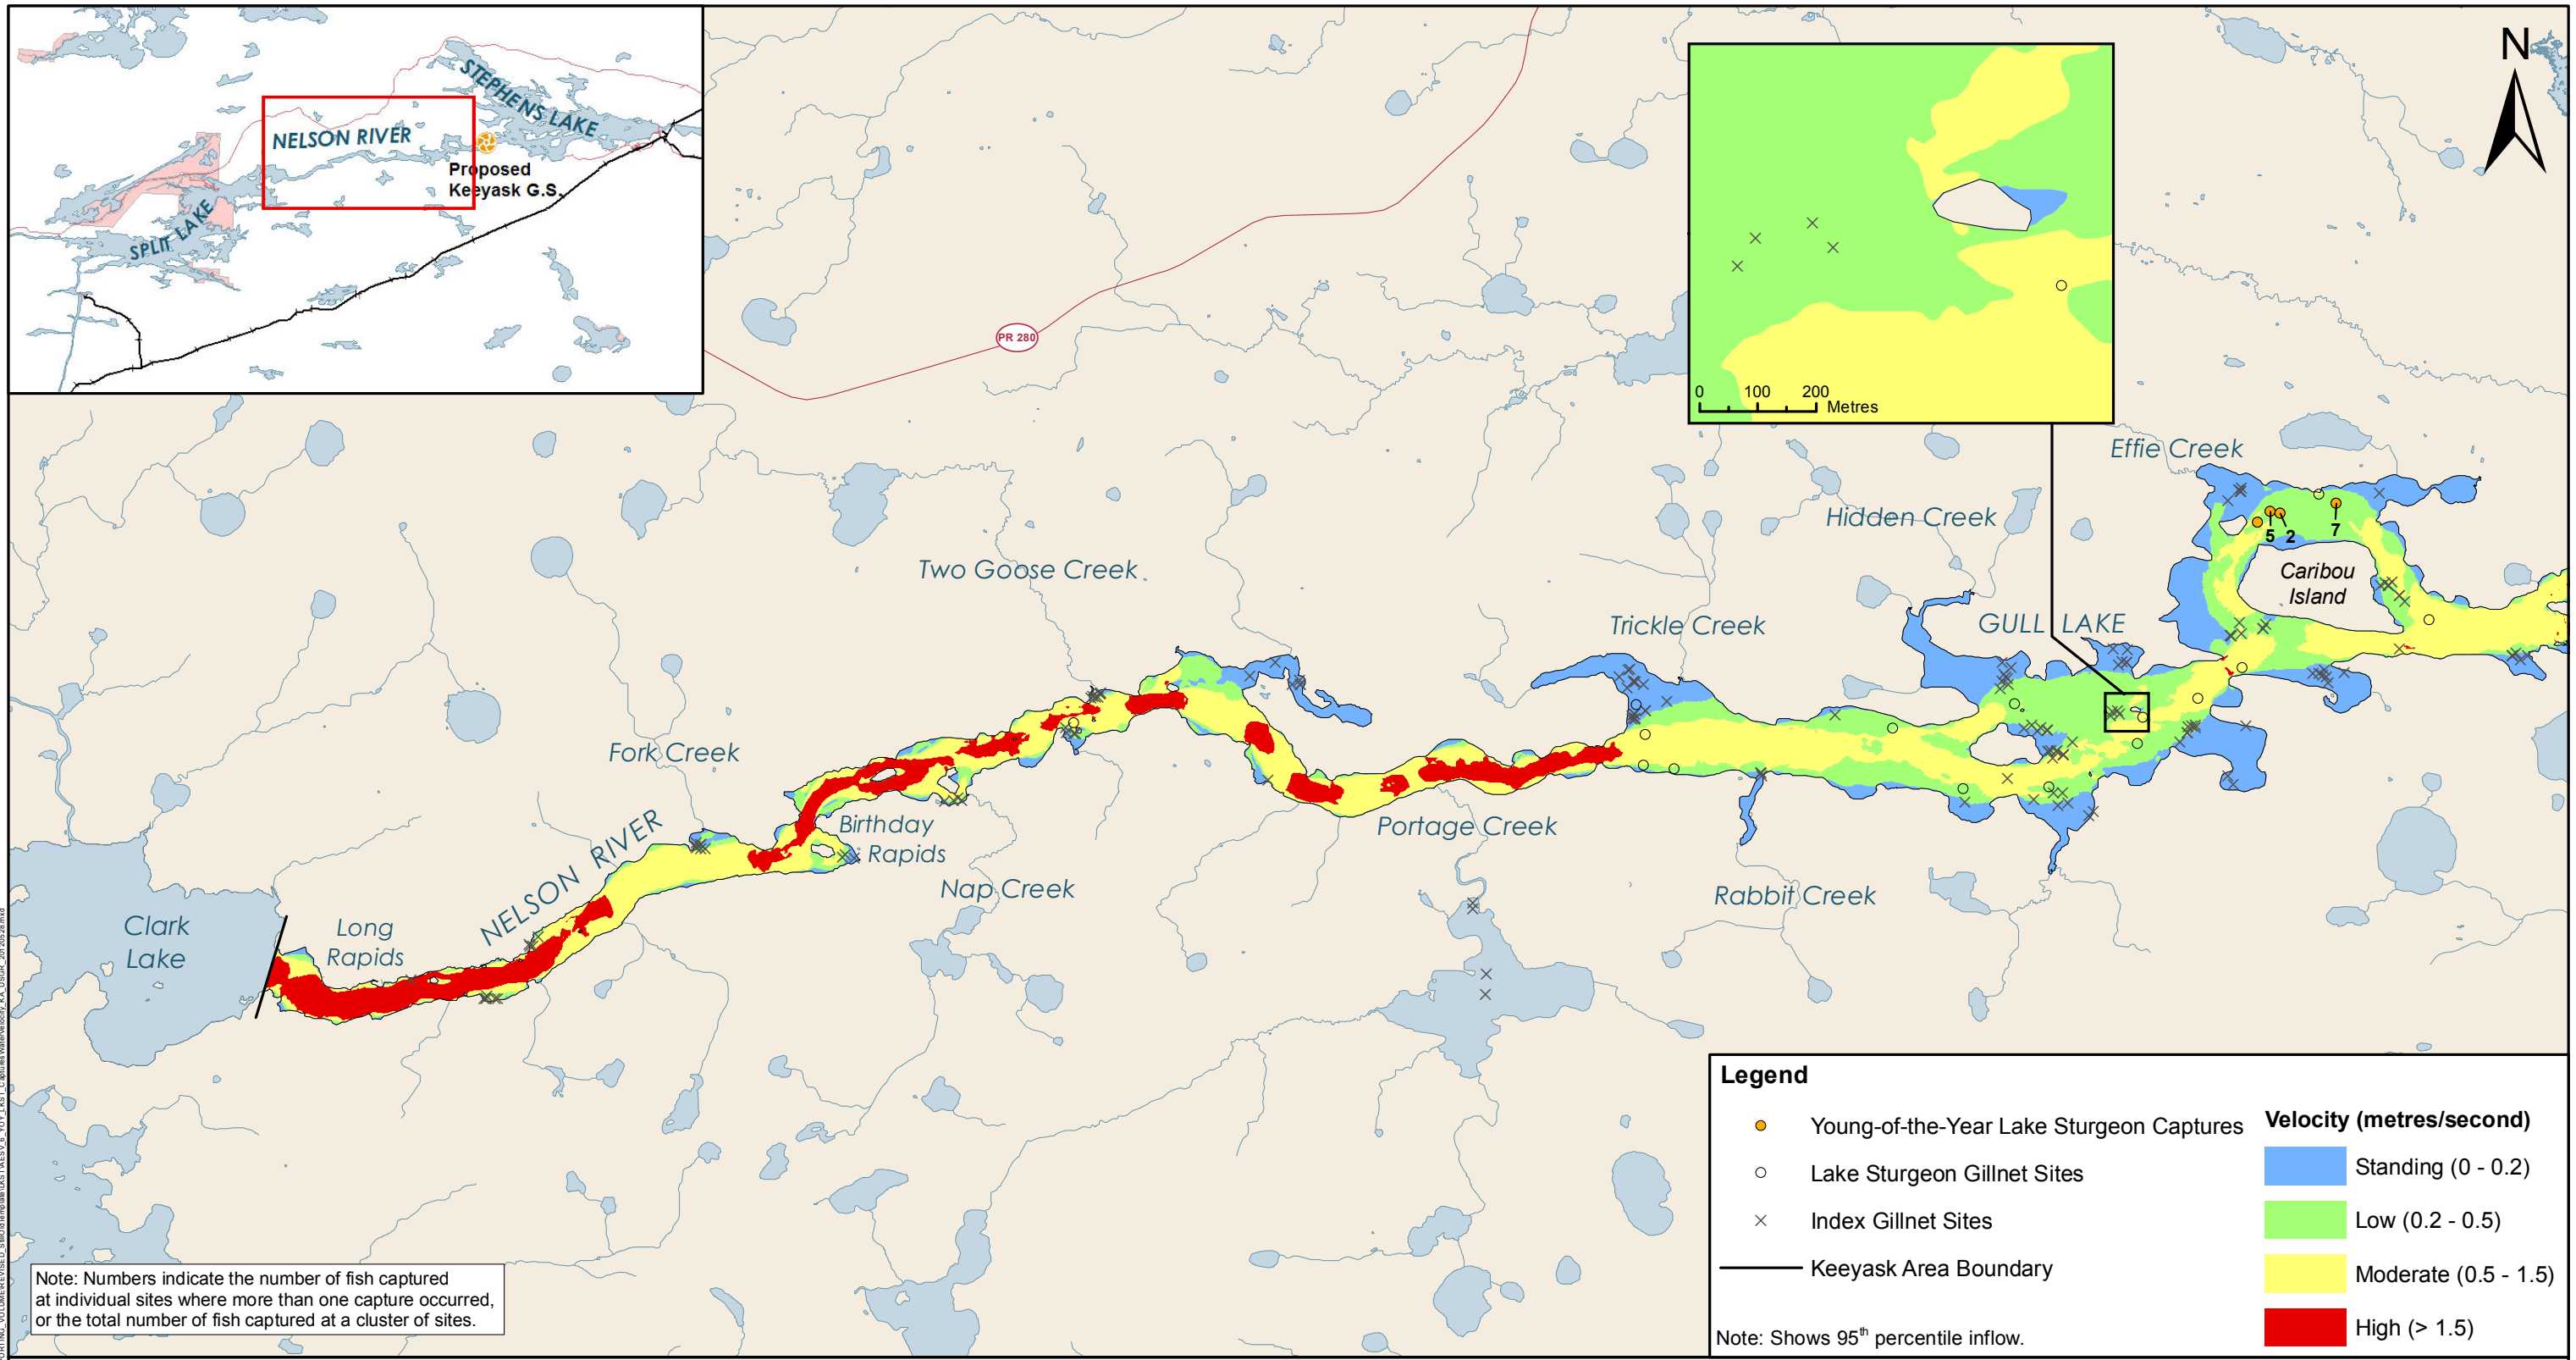 STEPHENS LAKE
NELSON RIVER
Proposed
Keeyask G.S.
SPLIT LAKE
PR 280
N
0 100 200
Metres
Effie Creek
Hidden Creek
5 2 7
Caribou
Island
Two Goose Creek
Trickle Creek
GULL LAKE
Fork Creek
NELSON RIVER
Birthday
Rapids
Portage Creek
Nap Creek
Rabbit Creek
Clark
Lake
Long
Rapids
Legend
Young-of-the-Year Lake Sturgeon Captures
Lake Sturgeon Gillnet Sites
Index Gillnet Sites
Keeyask Area Boundary
Note: Shows 95th percentile inflow.
Velocity (metres/second)
Standing (0 - 0.2)
Low (0.2 - 0.5)
Moderate (0.5 - 1.5)
High (> 1.5)
Note: Numbers indicate the number of fish captured
at individual sites where more than one capture occurred,
or the total number of fish captured at a cluster of sites.